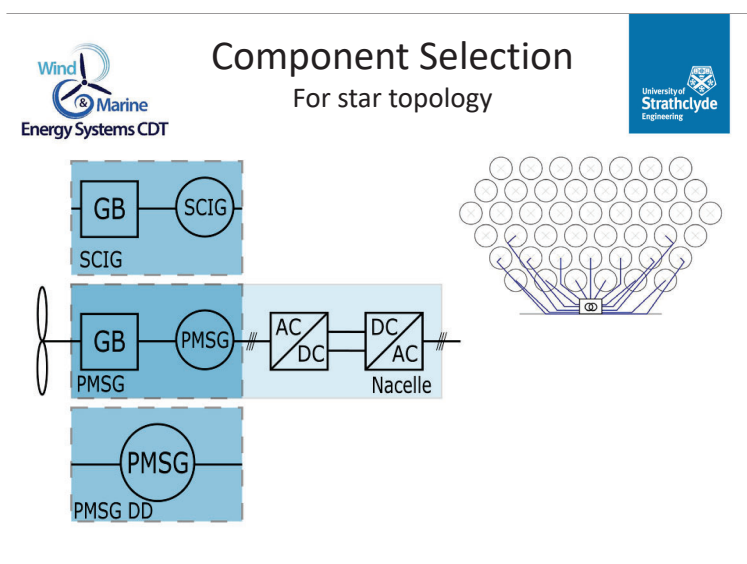 Component Selection
For star topology
Wind
& Marine
Energy Systems CDT
University of
Strathclyde
Engineering
GB
SCIG
SCIG
GB
PMSG
AC
DC
DC
AC
PMSG
Nacelle
PMSG
PMSG DD